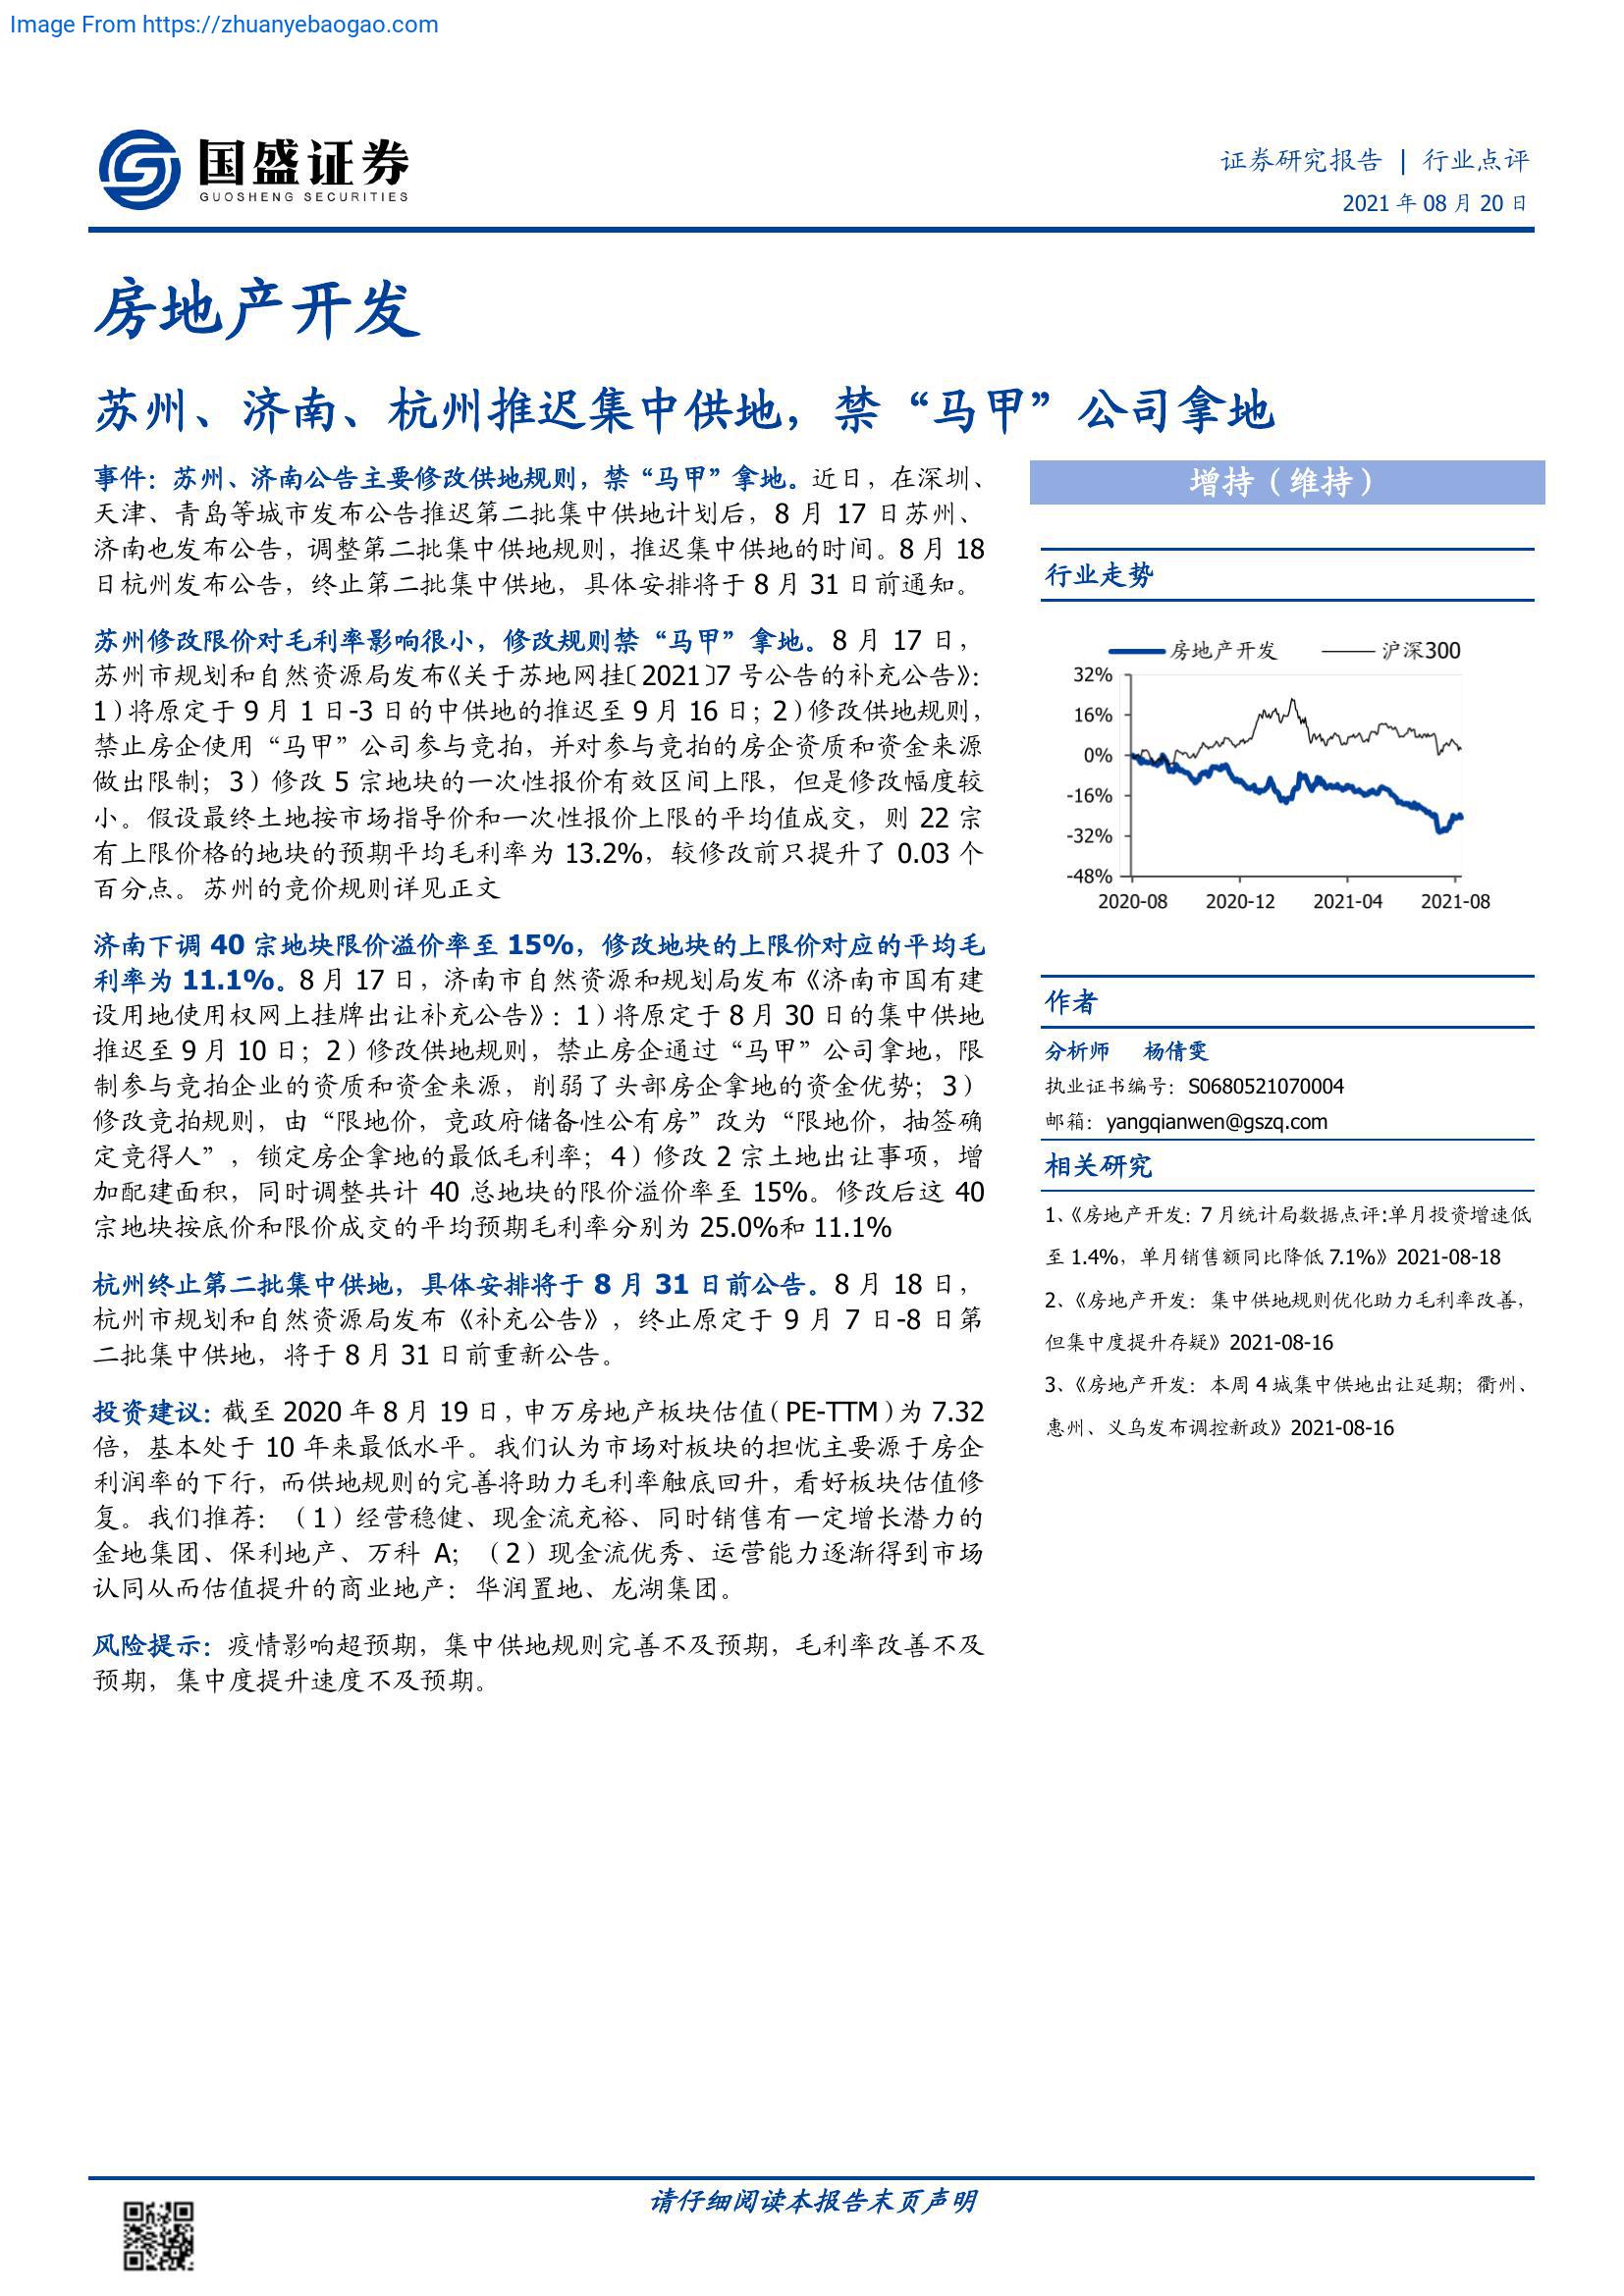 Image From https://zhuanyebaogao.com
国盛证券
GUOSHENG SECURITIES
证券研究报告 | 行业点评
2021 年 08 月 20 日
房地产开发
苏州、济南、杭州推迟集中供地，禁“马甲”公司拿地
事件：苏州、济南公告主要修改供地规则，禁“马甲”拿地。近日，在深圳、
天津、青岛等城市发布公告推迟第二批集中供地计划后，8 月 17 日苏州、
济南也发布公告，调整第二批集中供地规则，推迟集中供地的时间。8 月 18
日杭州发布公告，终止第二批集中供地，具体安排将于 8 月 31 日前通知。
苏州修改限价对毛利率影响很小，修改规则禁“马甲”拿地。8 月 17 日，
苏州市规划和自然资源局发布《关于苏地网挂〔2021〕7 号公告的补充公告》：
1）将原定于 9 月 1 日-3 日的中供地的推迟至 9 月 16 日；2）修改供地规则，
禁止房企使用“马甲”公司参与竞拍，并对参与竞拍的房企资质和资金来源
做出限制；3）修改 5 宗地块的一次性报价有效区间上限，但是修改幅度较
小。假设最终土地按市场指导价和一次性报价上限的平均值成交，则 22 宗
有上限价格的地块的预期平均毛利率为 13.2%，较修改前只提升了 0.03 个
百分点。苏州的竞价规则详见正文
济南下调 40 宗地块限价溢价率至 15%，修改地块的上限价对应的平均毛
利率为 11.1%。8 月 17 日，济南市自然资源和规划局发布《济南市国有建
设用地使用权网上挂牌出让补充公告》：1）将原定于 8 月 30 日的集中供地
推迟至 9 月 10 日；2）修改供地规则，禁止房企通过“马甲”公司拿地，限
制参与竞拍企业的资质和资金来源，削弱了头部房企拿地的资金优势；3）
修改竞拍规则，由“限地价，竞政府储备性公有房”改为“限地价，抽签确
定竞得人”，锁定房企拿地的最低毛利率；4）修改 2 宗土地出让事项，增
加配建面积，同时调整共计 40 总地块的限价溢价率至 15%。修改后这 40
宗地块按底价和限价成交的平均预期毛利率分别为 25.0%和 11.1%
杭州终止第二批集中供地，具体安排将于 8 月 31 日前公告。8 月 18 日，
杭州市规划和自然资源局发布《补充公告》，终止原定于 9 月 7 日-8 日第
二批集中供地，将于 8 月 31 日前重新公告。
投资建议：截至 2020 年 8 月 19 日，申万房地产板块估值（PE-TTM）为 7.32
倍，基本处于 10 年来最低水平。我们认为市场对板块的担忧主要源于房企
利润率的下行，而供地规则的完善将助力毛利率触底回升，看好板块估值修
复。我们推荐：（1）经营稳健、现金流充裕、同时销售有一定增长潜力的
金地集团、保利地产、万科 A；（2）现金流优秀、运营能力逐渐得到市场
认同从而估值提升的商业地产：华润置地、龙湖集团。
风险提示：疫情影响超预期，集中供地规则完善不及预期，毛利率改善不及
预期，集中度提升速度不及预期。
增持（维持）
行业走势
房地产开发 沪深300
32%
16%
0%
-16%
-32%
-48%
2020-08 2020-12 2021-04 2021-08
作者
分析师 杨倩雯
执业证书编号：S0680521070004
邮箱：yangqianwen@gszq.com
相关研究
1、《房地产开发：7 月统计局数据点评:单月投资增速低
至 1.4%，单月销售额同比降低 7.1%》2021-08-18
2、《房地产开发：集中供地规则优化助力毛利率改善，
但集中度提升存疑》2021-08-16
3、《房地产开发：本周 4 城集中供地出让延期；衢州、
惠州、义乌发布调控新政》2021-08-16
请仔细阅读本报告末页声明